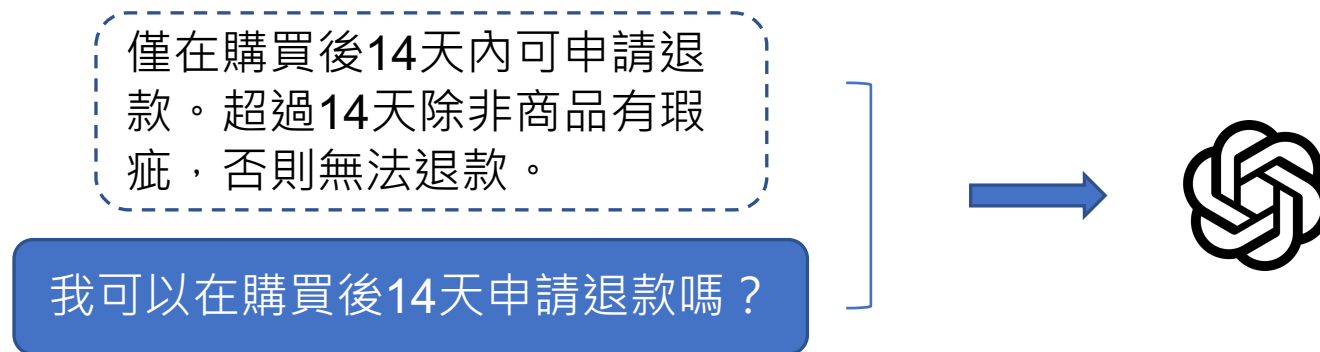 僅在購買後14天內可申請退
款。超過14天除非商品有瑕
疵，否則無法退款。
我可以在購買後14天申請退款嗎？